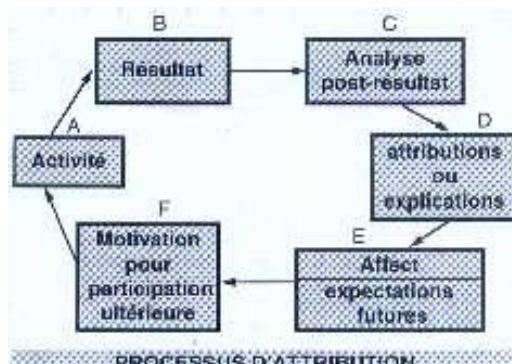 B
Résultat
C
Analyse
post-résultat
A
Activité
D
attributions
ou
explications
F
Motivation
pour
participation
ultérieure
E
Affect
expectations
futures
PROCESSUS D'ATTRIBUTION